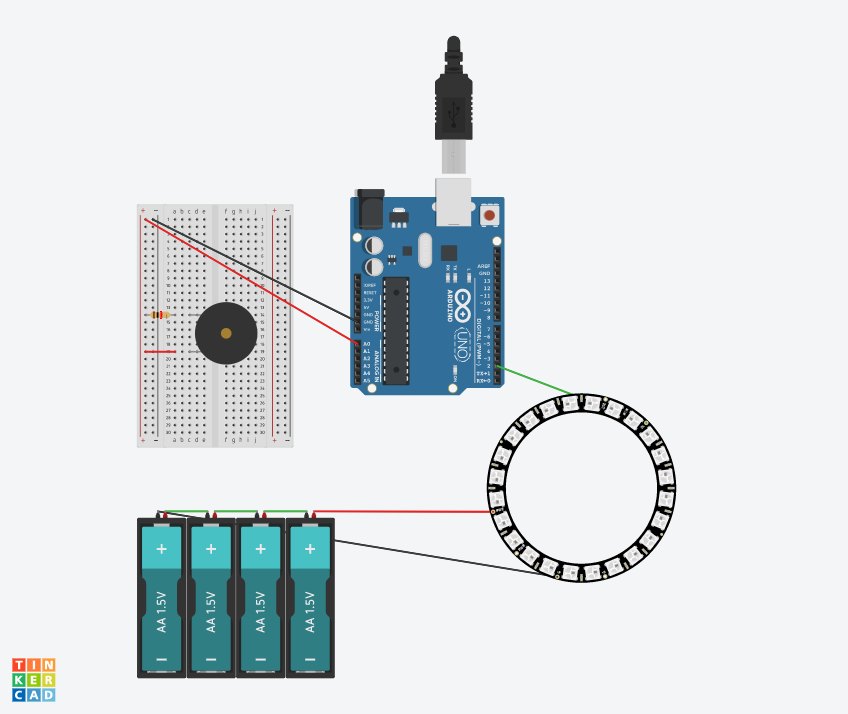 + − a b c d e f g h i j + −
IOREF
RESET
3.3V
5V
GND
GND
Vin
POWER
A0
A1
A2
A3
A4
A5
ANALOG IN
AREF
GND
13
12
~11
~10
~9
8
7
~6
~5
4
~3
2
TX→1
RX←0
DIGITAL (PWM~)
TX
RX
L
ARDUINO
UNO
ON
+ − a b c d e f g h i j + −
+ + + +
AA 1.5V AA 1.5V AA 1.5V AA 1.5V
− − − −
TIN
KER
CAD